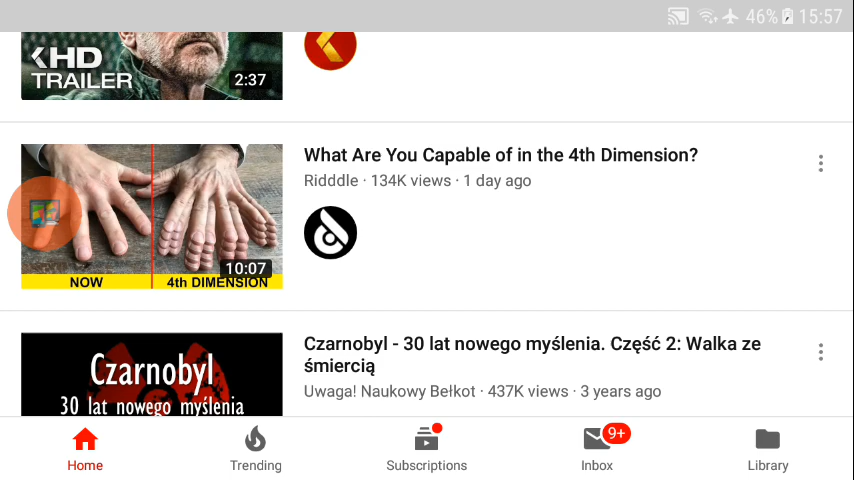 46% 15:57
KHD
TRAILER
2:37
What Are You Capable of in the 4th Dimension?
Ridddle · 134K views · 1 day ago
10:07
NOW
4th DIMENSION
Czarnobyl - 30 lat nowego myślenia. Część 2: Walka ze
śmiercią
Uwaga! Naukowy Bełkot · 437K views · 3 years ago
Czarnobyl
30 lat nowego myślenia
9+
Home
Trending
Subscriptions
Inbox
Library